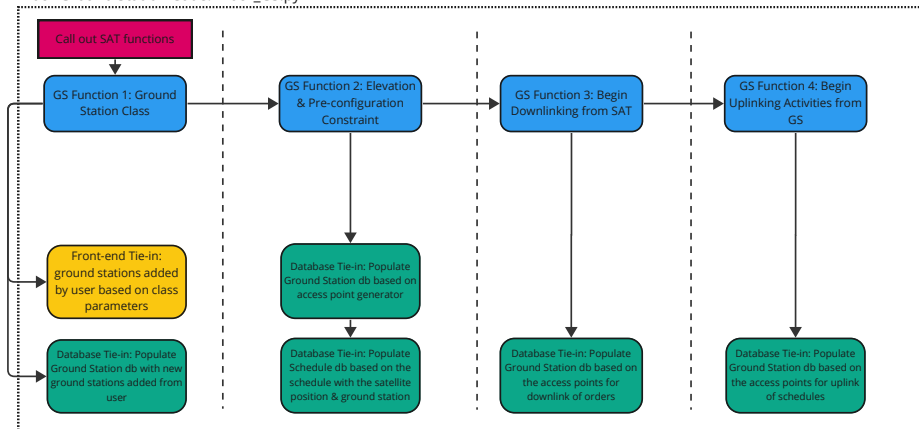 Call out SAT functions
GS Function 1: Ground
Station Class
GS Function 2: Elevation
& Pre-configuration
Constraint
GS Function 3: Begin
Downlinking from SAT
GS Function 4: Begin
Uplinking Activities from
GS
Front-end Tie-in:
ground stations added
by user based on class
parameters
Database Tie-in: Populate
Ground Station db based on
access point generator
Database Tie-in: Populate
Ground Station db with new
ground stations added from
user
Database Tie-in: Populate
Schedule db based on the
schedule with the satellite
position & ground station
Database Tie-in: Populate
Ground Station db based on
the access points for
downlink of orders
Database Tie-in: Populate
Ground Station db based on
the access points for uplink
of schedules